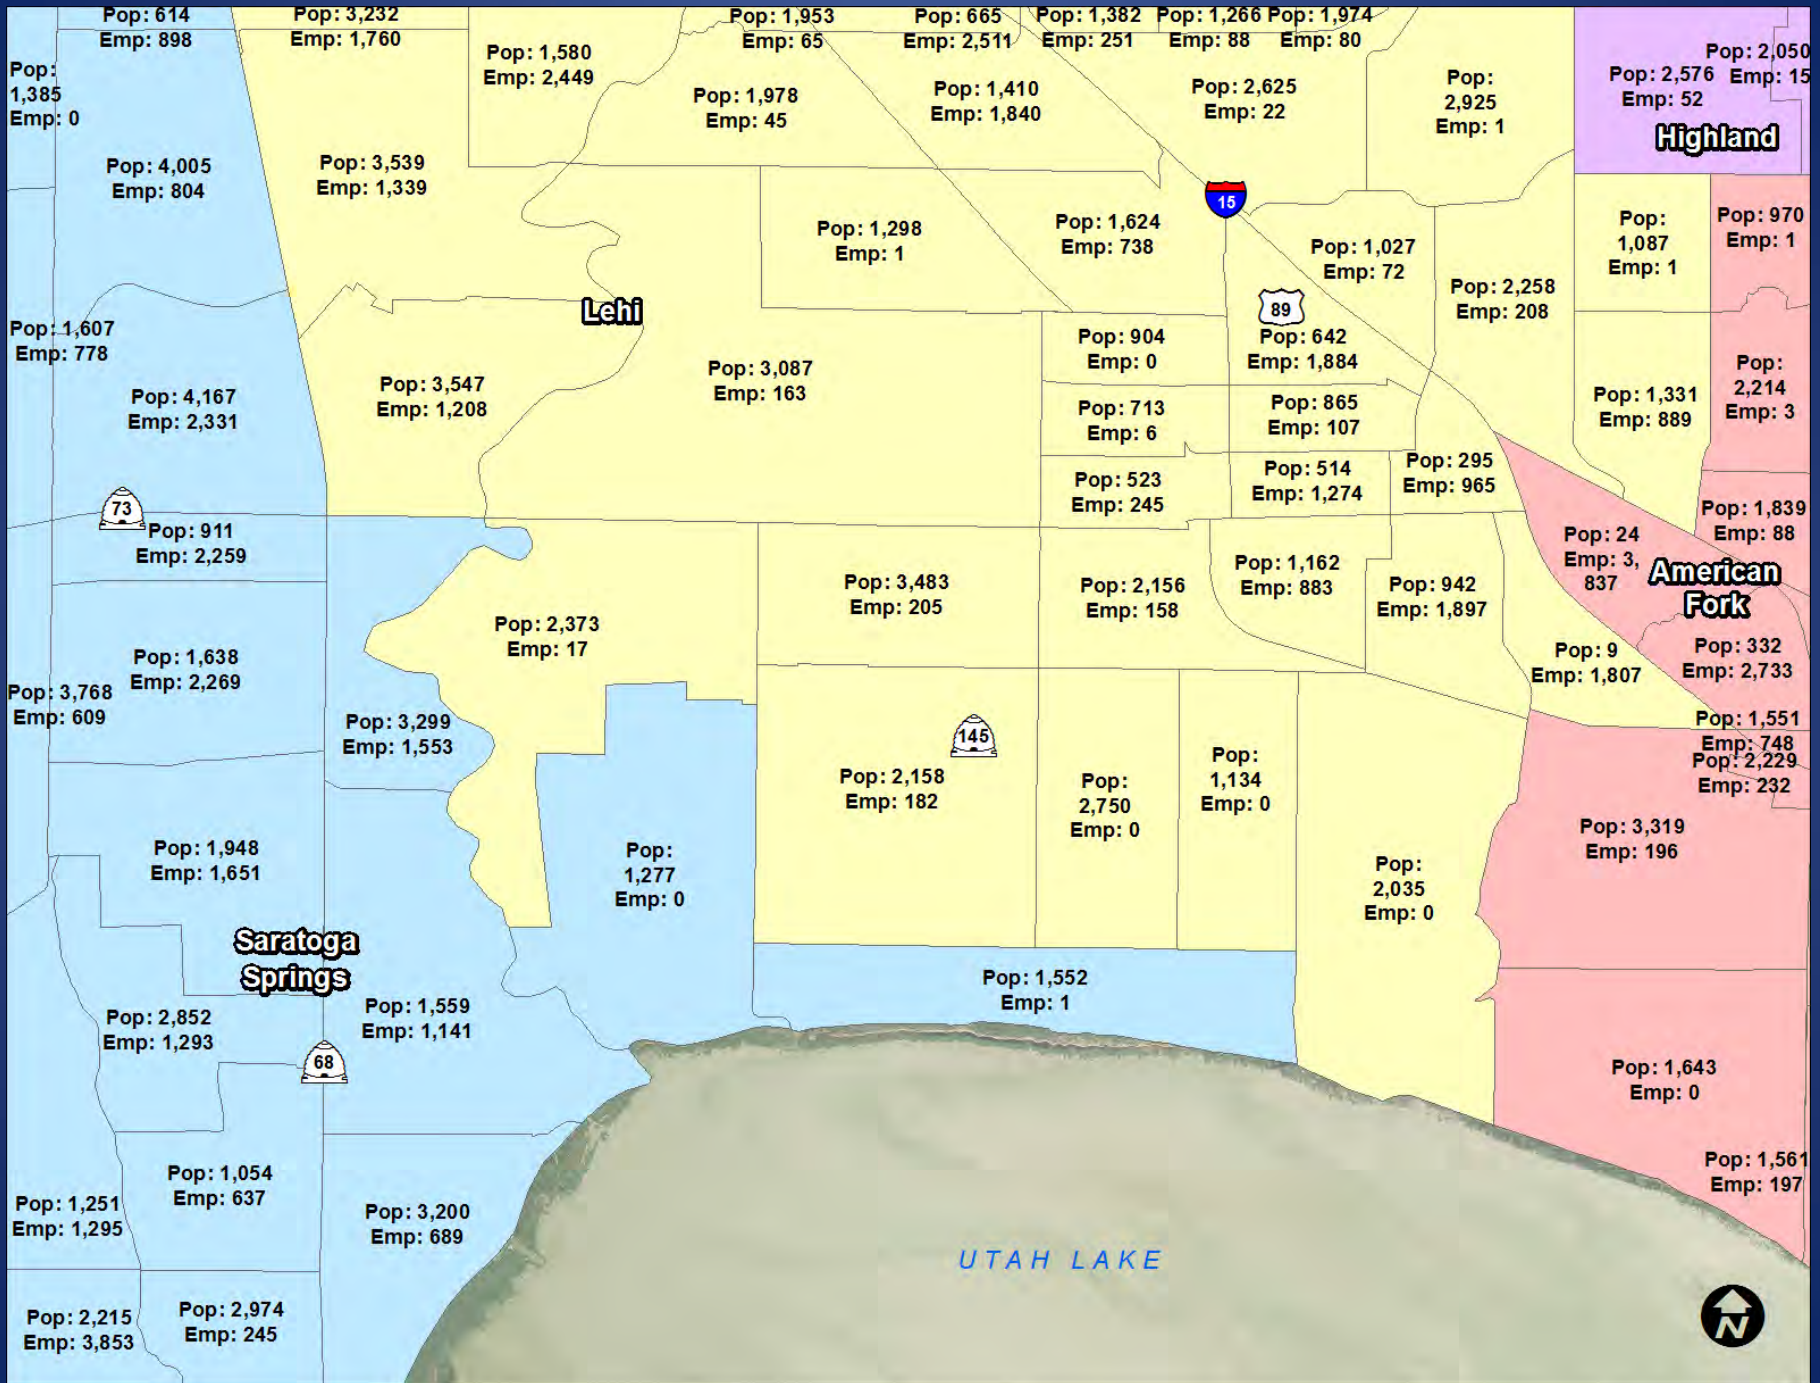 Pop: 614
Emp: 898
Pop: 3,232
Emp: 1,760
Pop: 1,580
Emp: 2,449
Pop: 1,953
Emp: 65
Pop: 665
Emp: 2,511
Pop: 1,382
Emp: 251
Pop: 1,266
Emp: 88
Pop: 1,974
Emp: 80
Pop:
1,385
Emp: 0
Pop: 1,978
Emp: 45
Pop: 1,410
Emp: 1,840
Pop: 2,625
Emp: 22
Pop:
2,925
Emp: 1
Pop: 2,576
Emp: 52
Pop: 2,050
Emp: 15
Highland
Pop: 4,005
Emp: 804
Pop: 3,539
Emp: 1,339
15
Pop: 1,298
Emp: 1
Pop: 1,624
Emp: 738
Pop: 1,027
Emp: 72
Pop:
1,087
Emp: 1
Pop: 970
Emp: 1
Lehi
89
Pop: 2,258
Emp: 208
Pop: 1,607
Emp: 778
Pop: 904
Emp: 0
Pop: 642
Emp: 1,884
Pop: 4,167
Emp: 2,331
Pop: 3,547
Emp: 1,208
Pop: 3,087
Emp: 163
Pop: 713
Emp: 6
Pop: 865
Emp: 107
Pop: 1,331
Emp: 889
Pop:
2,214
Emp: 3
Pop: 523
Emp: 245
Pop: 514
Emp: 1,274
Pop: 295
Emp: 965
73
Pop: 911
Emp: 2,259
Pop: 1,839
Emp: 88
Pop: 24
Emp: 3,
837
American
Fork
Pop: 3,483
Emp: 205
Pop: 2,156
Emp: 158
Pop: 1,162
Emp: 883
Pop: 942
Emp: 1,897
Pop: 2,373
Emp: 17
Pop: 9
Emp: 1,807
Pop: 332
Emp: 2,733
Pop: 1,638
Emp: 2,269
Pop: 3,768
Emp: 609
Pop: 3,299
Emp: 1,553
145
Pop: 1,551
Emp: 748
Pop: 2,229
Emp: 232
Pop: 2,158
Emp: 182
Pop:
2,750
Emp: 0
Pop:
1,134
Emp: 0
Pop: 3,319
Emp: 196
Pop: 1,948
Emp: 1,651
Pop:
1,277
Emp: 0
Pop:
2,035
Emp: 0
Saratoga
Springs
Pop: 1,552
Emp: 1
Pop: 2,852
Emp: 1,293
Pop: 1,559
Emp: 1,141
68
Pop: 1,643
Emp: 0
Pop: 1,054
Emp: 637
Pop: 1,561
Emp: 197
Pop: 1,251
Emp: 1,295
Pop: 3,200
Emp: 689
UTAH LAKE
Pop: 2,215
Emp: 3,853
Pop: 2,974
Emp: 245
N